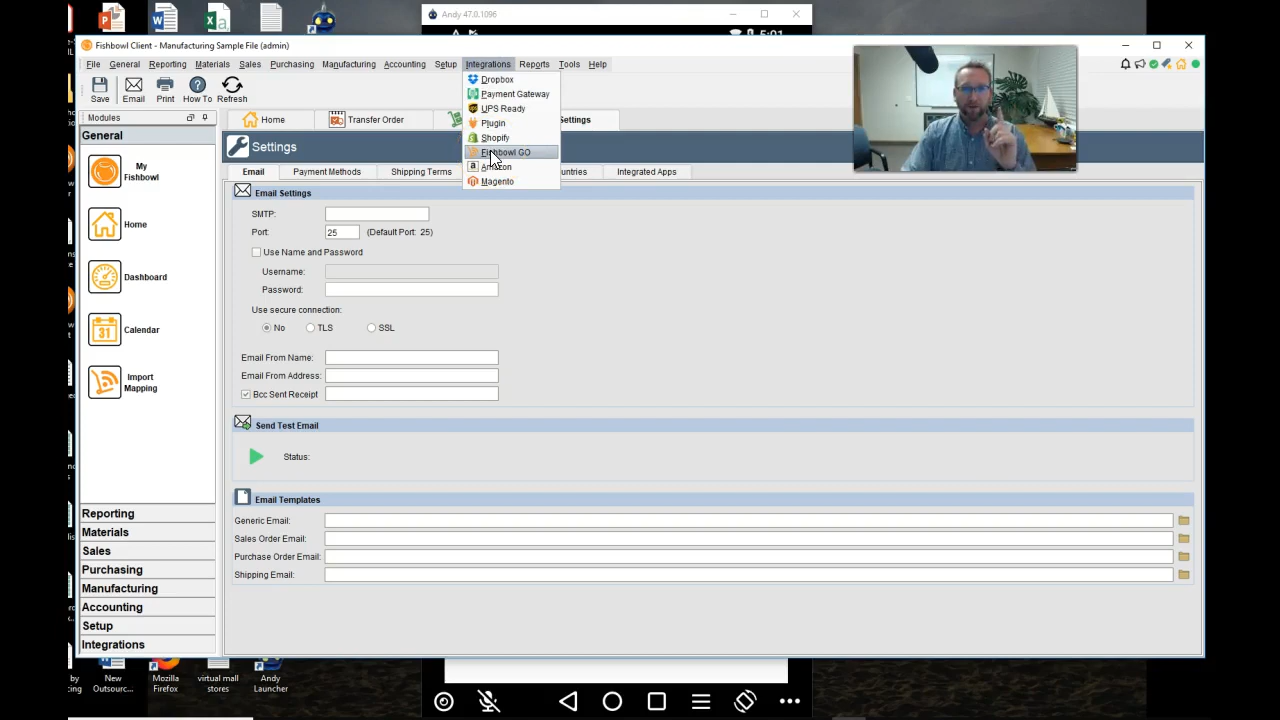 Andy 47.0.1096
5:01
Fishbowl Client - Manufacturing Sample File (admin)
File General Reporting Materials Sales Purchasing Manufacturing Accounting Setup Integrations Reports Tools Help
Save Email Print How To Refresh
Dropbox
Payment Gateway
UPS Ready
Plugin
Shopify
Fishbowl GO
Amazon
Magento
Modules
General
My
Fishbowl
Home
Dashboard
Calendar
Import
Mapping
Reporting
Materials
Sales
Purchasing
Manufacturing
Accounting
Setup
Integrations
Home Transfer Order Settings
Settings
Email Payment Methods Shipping Terms Integrated Apps
Email Settings
SMTP:
Port: 25 (Default Port: 25)
Use Name and Password
Username:
Password:
Use secure connection:
No TLS SSL
Email From Name:
Email From Address:
Bcc Sent Receipt
Send Test Email
Status:
Email Templates
Generic Email:
Sales Order Email:
Purchase Order Email:
Shipping Email:
New
Outsourc...
Mozilla
Firefox
virtual mall
stores
Andy
Launcher